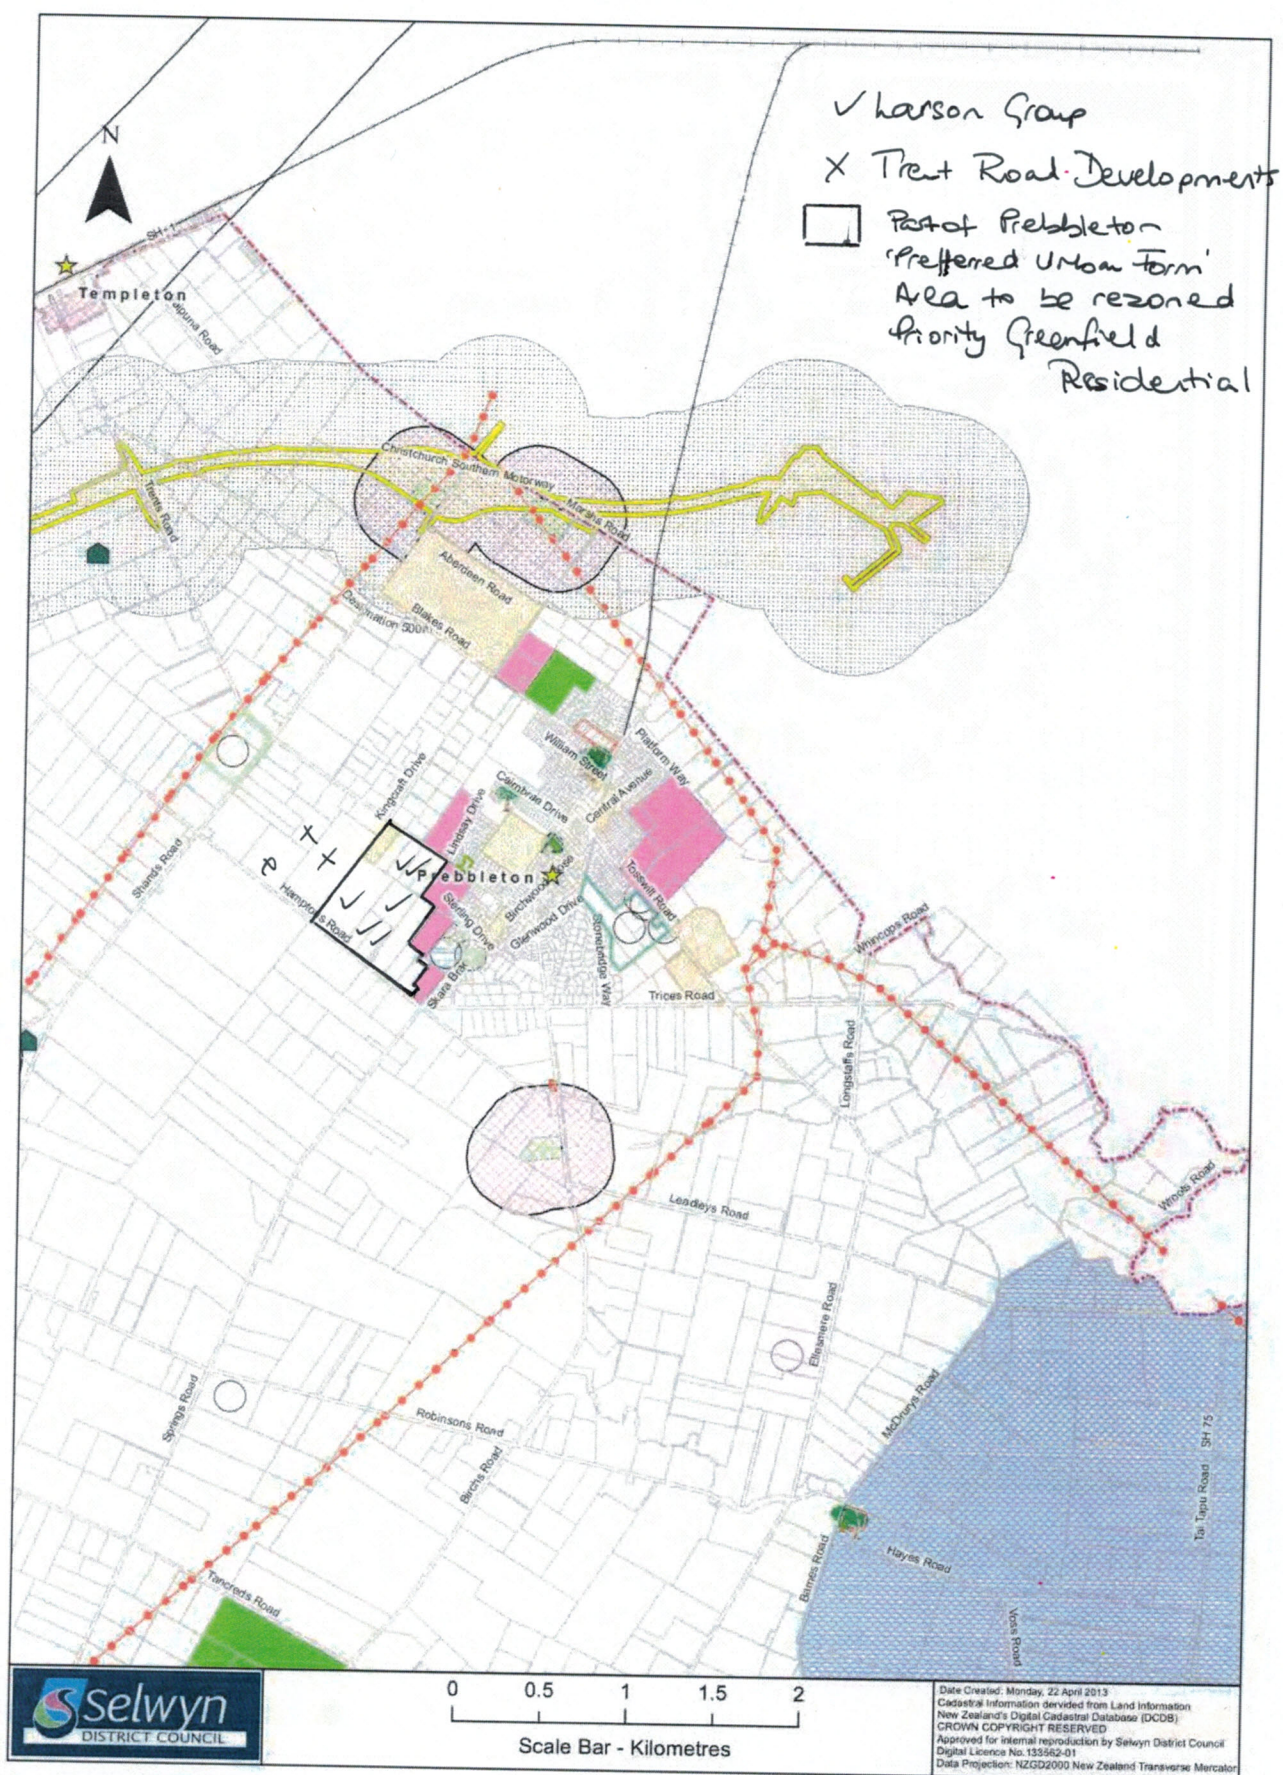 ✓ Larson Group
X Trent Road Developments
Part of Prebbleton
'Preferred Urban Form'
Area to be rezoned
Priority Greenfield
Residential
N
SH 1
Templeton
Christchurch Southern Motorway
Marshs Road
Trents Road
Aberdeen Road
Blakes Road
Designation 500
Platform Way
William Street
Central Avenue
Cairnbrae Drive
Kingcraft Drive
Lindsay Drive
Prebbleton
Tosswill Road
Shands Road
Hamptons Road
Sterling Drive
Glenwood Drive
Stonebridge Way
Whincops Road
Skara Brae
Trices Road
Longstaffs Road
Leadleys Road
Ellesmere Road
McDrurys Road
Springs Road
Robinsons Road
Birchs Road
Tai Tapu Road SH 75
Hayes Road
Barnes Road
Tancreds Road
Voss Road
Selwyn
DISTRICT COUNCIL
0 0.5 1 1.5 2
Scale Bar - Kilometres
Date Created: Monday, 22 April 2013
Cadastral Information dervided from Land Information
New Zealand's Digital Cadastral Database (DCDB)
CROWN COPYRIGHT RESERVED
Approved for internal reproduction by Selwyn District Council
Digital Licence No. 133562-01
Data Projection: NZGD2000 New Zealand Transverse Mercator